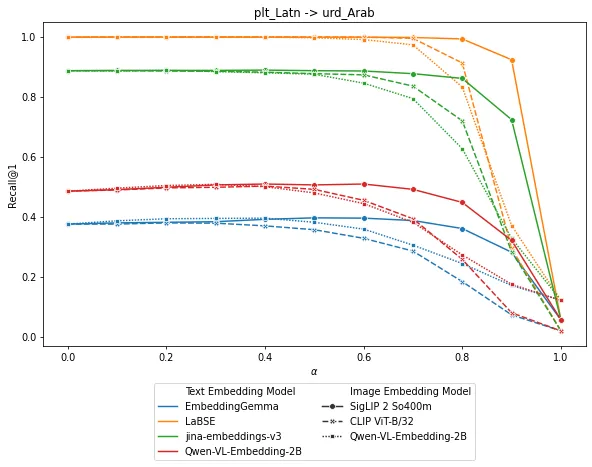 plt_Latn -> urd_Arab
1.0
0.8
0.6
0.4
0.2
0.0
Recall@1
0.0 0.2 0.4 0.6 0.8 1.0
α
Text Embedding Model
EmbeddingGemma
LaBSE
jina-embeddings-v3
Qwen-VL-Embedding-2B
Image Embedding Model
SigLIP 2 So400m
CLIP ViT-B/32
Qwen-VL-Embedding-2B